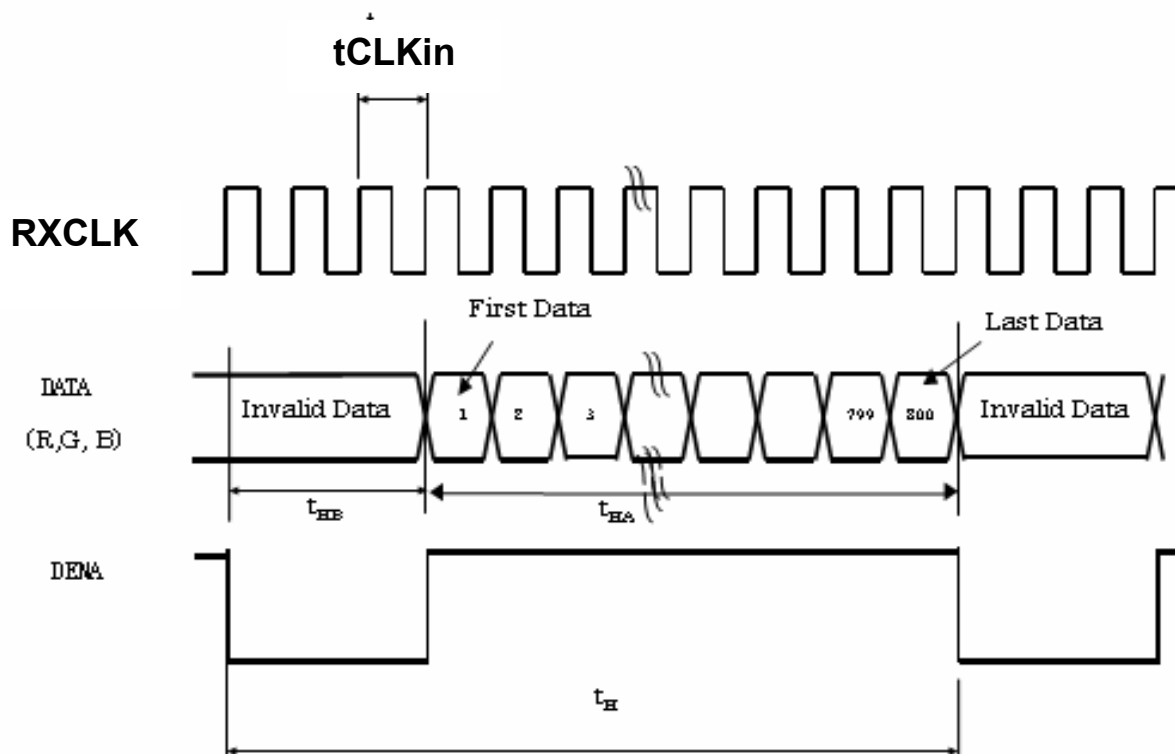 tCLKin
RXCLK
First Data
Last Data
DATA
(R,G, B)
Invalid Data
1
2
3
799
800
Invalid Data
tHB
tHA
DENA
tH